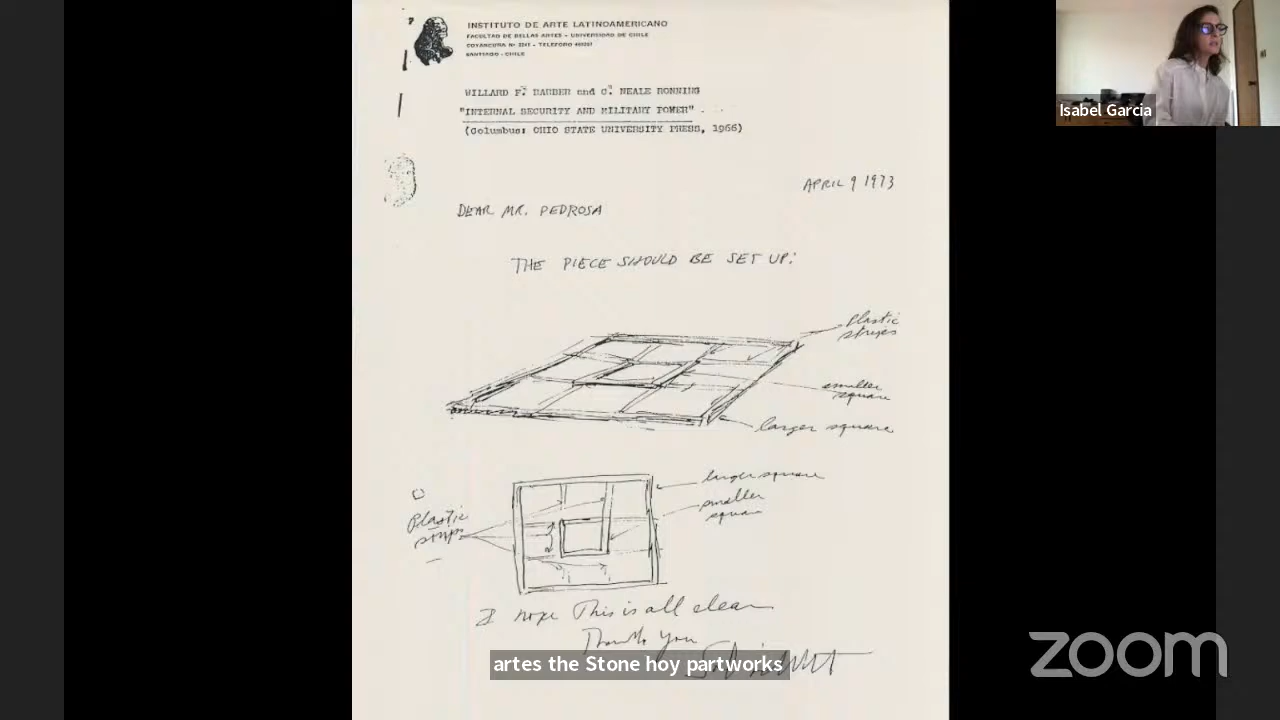 INSTITUTO DE ARTE LATINOAMERICANO
FACULTAD DE BELLAS ARTES - UNIVERSIDAD DE CHILE
SANTIAGO - CHILE
Isabel Garcia
WILLARD F. BARBER and C. NEALE RONNING
"INTERNAL SECURITY AND MILITARY POWER"
(Columbus: OHIO STATE UNIVERSITY PRESS, 1966)
APRIL 9 1973
DEAR MR. PEDROSA
THE PIECE SHOULD BE SET UP:
Plastic
strips
smaller
square
larger square
larger square
smaller
square
Plastic
strips
I hope This is all clear
Thank you
artes the Stone hoy partworks
zoom